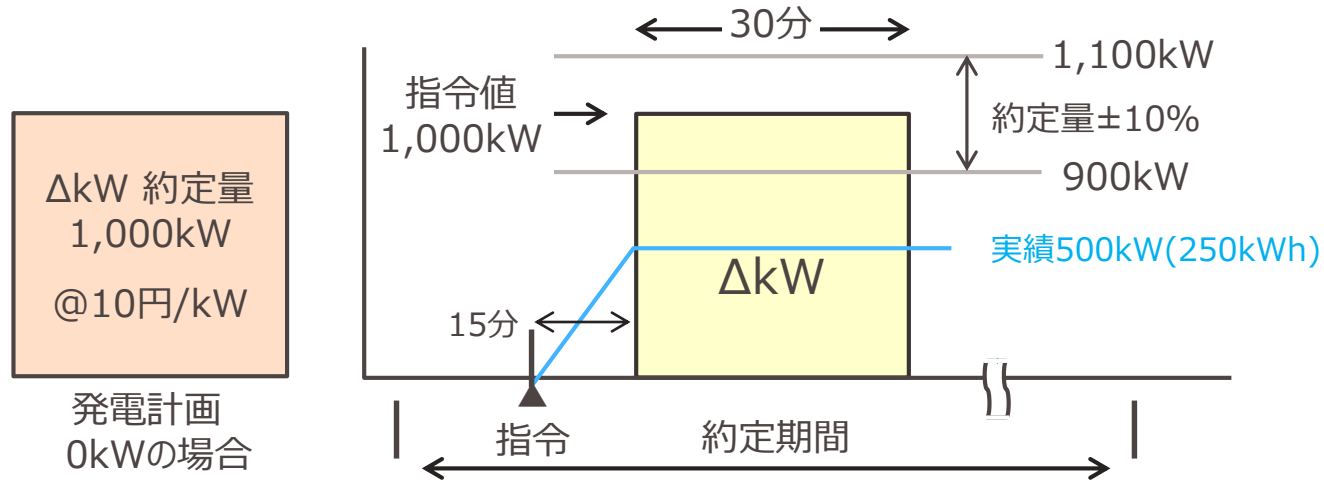 ΔkW 約定量
1,000kW
@10円/kW
発電計画
0kWの場合
30分
指令値
1,000kW
1,100kW
約定量±10%
900kW
実績500kW(250kWh)
ΔkW
15分
指令
約定期間